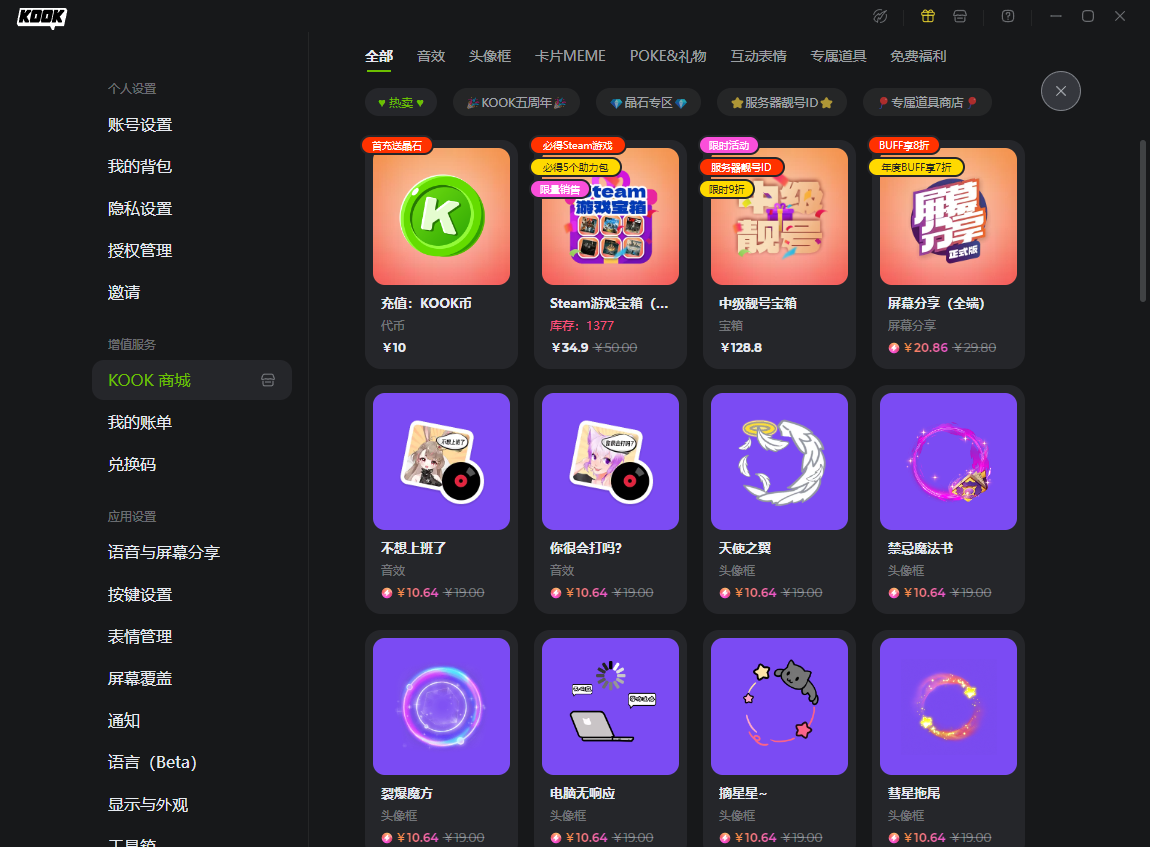 KOOK
个人设置
账号设置
我的背包
隐私设置
授权管理
邀请
增值服务
KOOK 商城
我的账单
兑换码
应用设置
语音与屏幕分享
按键设置
表情管理
屏幕覆盖
通知
语言（Beta）
显示与外观
工具箱
全部 音效 头像框 卡片MEME POKE&礼物 互动表情 专属道具 免费福利
♥热卖♥ 🎉KOOK五周年🎉 💎晶石专区💎 ⭐服务器靓号ID⭐ 🎈专属道具商店🎈
首充送晶石
K
充值：KOOK币
代币
￥10
必得Steam游戏
必得5个助力包
限量销售
Steam
游戏宝箱
Steam游戏宝箱（...
库存：1377
￥34.9 ￥50.00
限时活动
服务器靓号ID
限时9折
中级
靓号
中级靓号宝箱
宝箱
￥128.8
BUFF享8折
年度BUFF享7折
屏幕
分享
正式版
屏幕分享（全端）
屏幕分享
￥20.86 ￥29.80
不想上班了
不想上班了
音效
￥10.64 ￥19.00
你很会打吗?
你很会打吗?
音效
￥10.64 ￥19.00
天使之翼
头像框
￥10.64 ￥19.00
禁忌魔法书
头像框
￥10.64 ￥19.00
裂爆魔方
头像框
￥10.64 ￥19.00
电脑无响应
头像框
￥10.64 ￥19.00
摘星星~
头像框
￥10.64 ￥19.00
彗星拖尾
头像框
￥10.64 ￥19.00